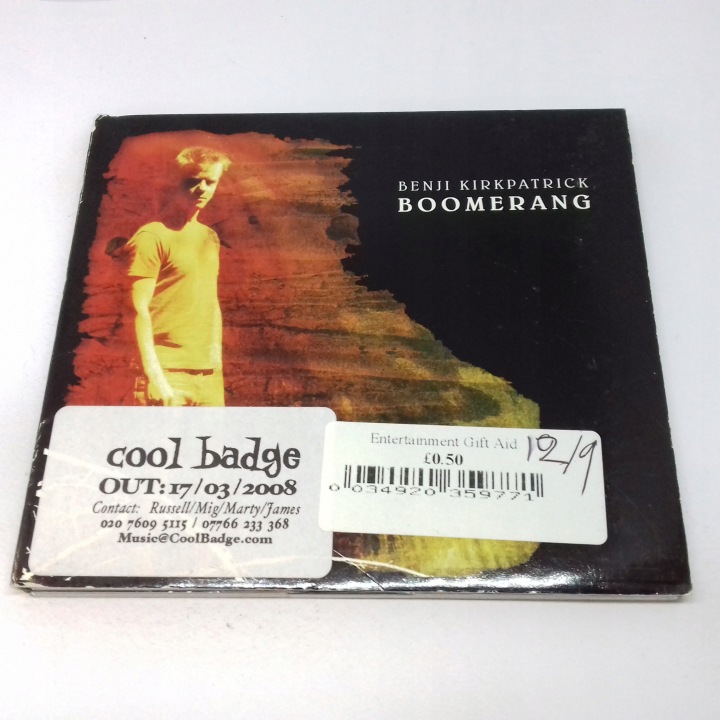 BENJI KIRKPATRICK
BOOMERANG
cool badge
OUT: 17/03/2008
Contact: Russell/Mig/Marty/James
020 7609 5115 / 07766 233 368
Music@CoolBadge.com
Entertainment Gift Aid
£0.50
0 034920 359771
12/9